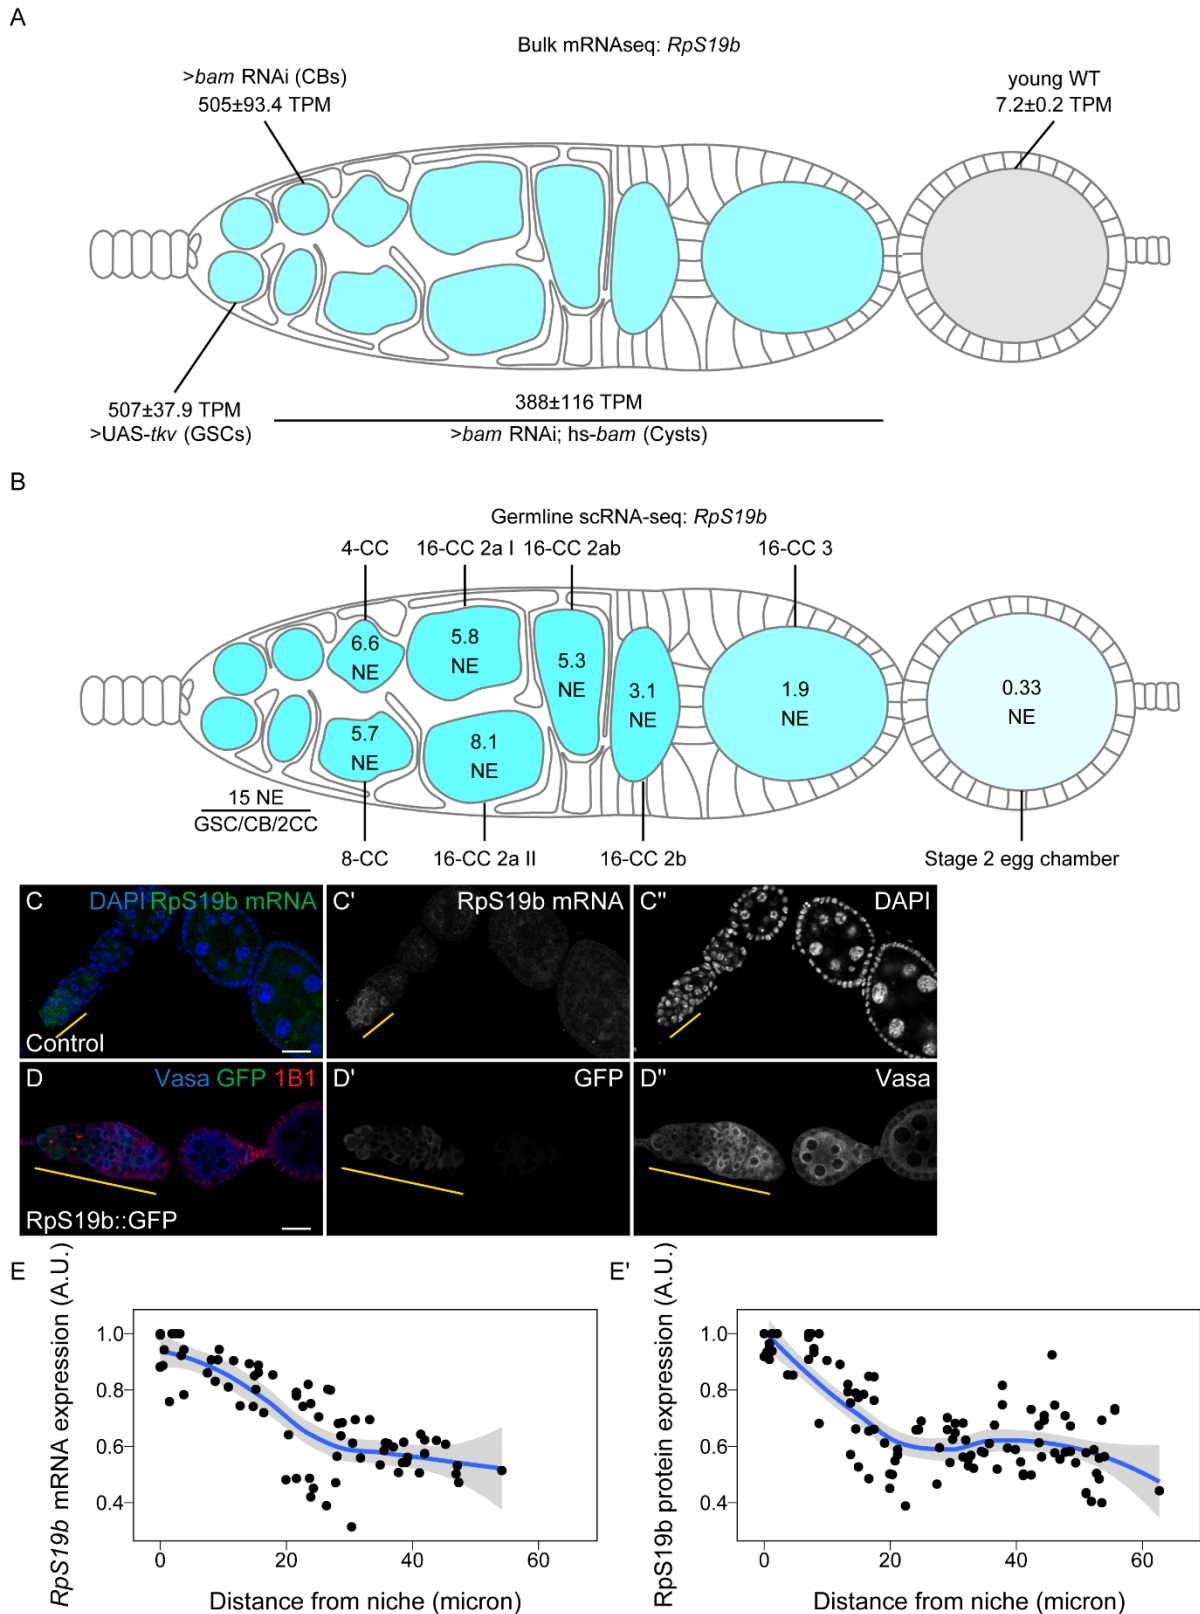 A
Bulk mRNAseq: RpS19b
>bam RNAi (CBs)
505±93.4 TPM
young WT
7.2±0.2 TPM
507±37.9 TPM
>UAS-tkv (GSCs)
388±116 TPM
>bam RNAi; hs-bam (Cysts)
B
Germline scRNA-seq: RpS19b
4-CC
16-CC 2a I
16-CC 2ab
16-CC 3
6.6
NE
5.8
NE
5.3
NE
3.1
NE
1.9
NE
0.33
NE
5.7
NE
8.1
NE
15 NE
GSC/CB/2CC
8-CC
16-CC 2a II
16-CC 2b
Stage 2 egg chamber
C
DAPI RpS19b mRNA
Control
C'
RpS19b mRNA
C''
DAPI
D
Vasa GFP 1B1
RpS19b::GFP
D'
GFP
D''
Vasa
E
RpS19b mRNA expression (A.U.)
1.0
0.8
0.6
0.4
0
20
40
60
Distance from niche (micron)
E'
RpS19b protein expression (A.U.)
1.0
0.8
0.6
0.4
0
20
40
60
Distance from niche (micron)